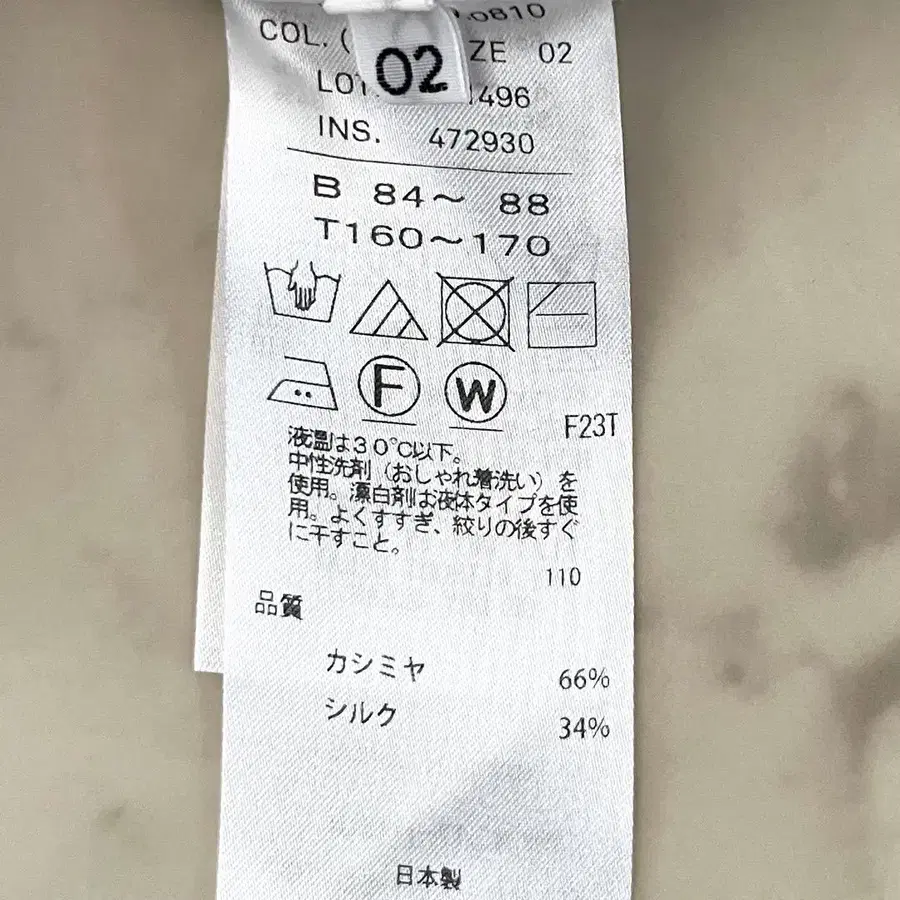 .0810
COL. ( ZE 02
02
LOT. 1496
INS. 472930
B 84～ 88
T160～170
F
W
F23T
液温は30℃以下。
中性洗剤（おしゃれ着洗い）を
使用。漂白剤は液体タイプを使
用。よくすすぎ、絞りの後すぐ
に干すこと。
110
品質
カシミヤ 66%
シルク 34%
日本製